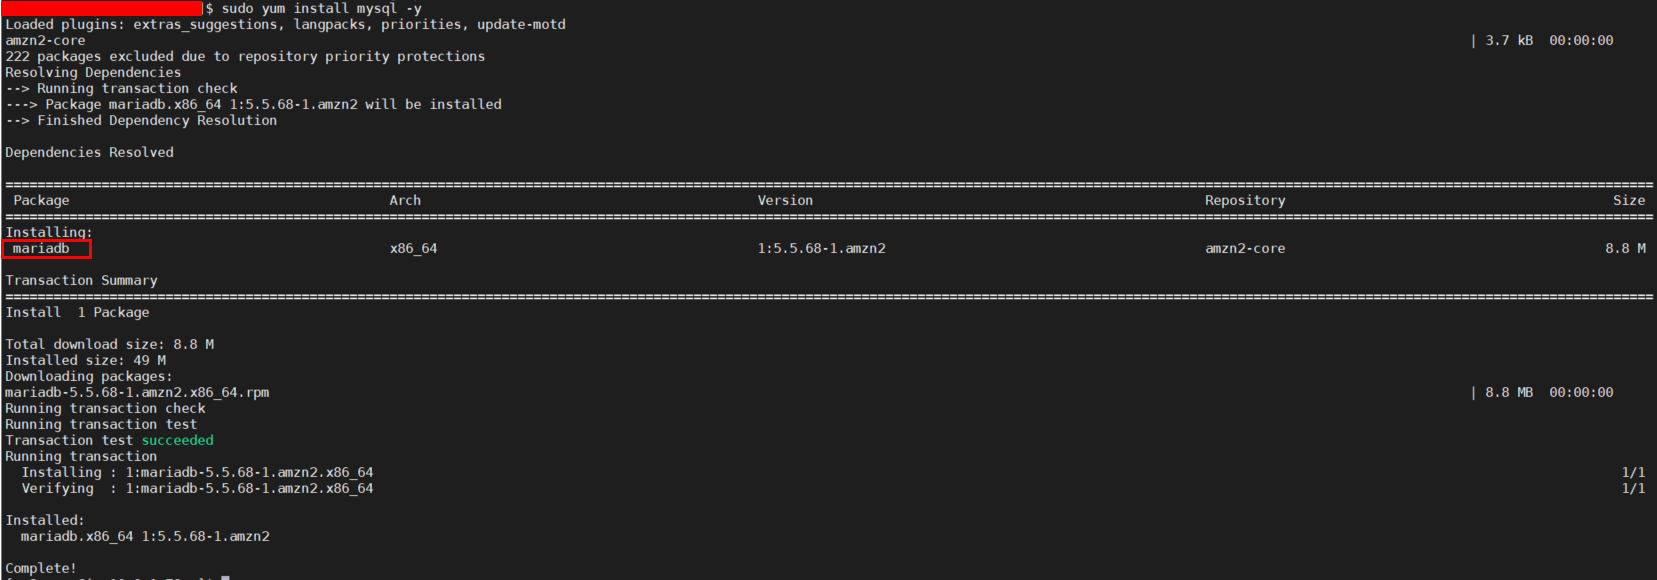 $ sudo yum install mysql -y
Loaded plugins: extras_suggestions, langpacks, priorities, update-motd
amzn2-core | 3.7 kB 00:00:00
222 packages excluded due to repository priority protections
Resolving Dependencies
--> Running transaction check
---> Package mariadb.x86_64 1:5.5.68-1.amzn2 will be installed
--> Finished Dependency Resolution
Dependencies Resolved
Package Arch Version Repository Size
Installing:
mariadb x86_64 1:5.5.68-1.amzn2 amzn2-core 8.8 M
Transaction Summary
Install 1 Package
Total download size: 8.8 M
Installed size: 49 M
Downloading packages:
mariadb-5.5.68-1.amzn2.x86_64.rpm | 8.8 MB 00:00:00
Running transaction check
Running transaction test
Transaction test succeeded
Running transaction
Installing : 1:mariadb-5.5.68-1.amzn2.x86_64 1/1
Verifying : 1:mariadb-5.5.68-1.amzn2.x86_64 1/1
Installed:
mariadb.x86_64 1:5.5.68-1.amzn2
Complete!